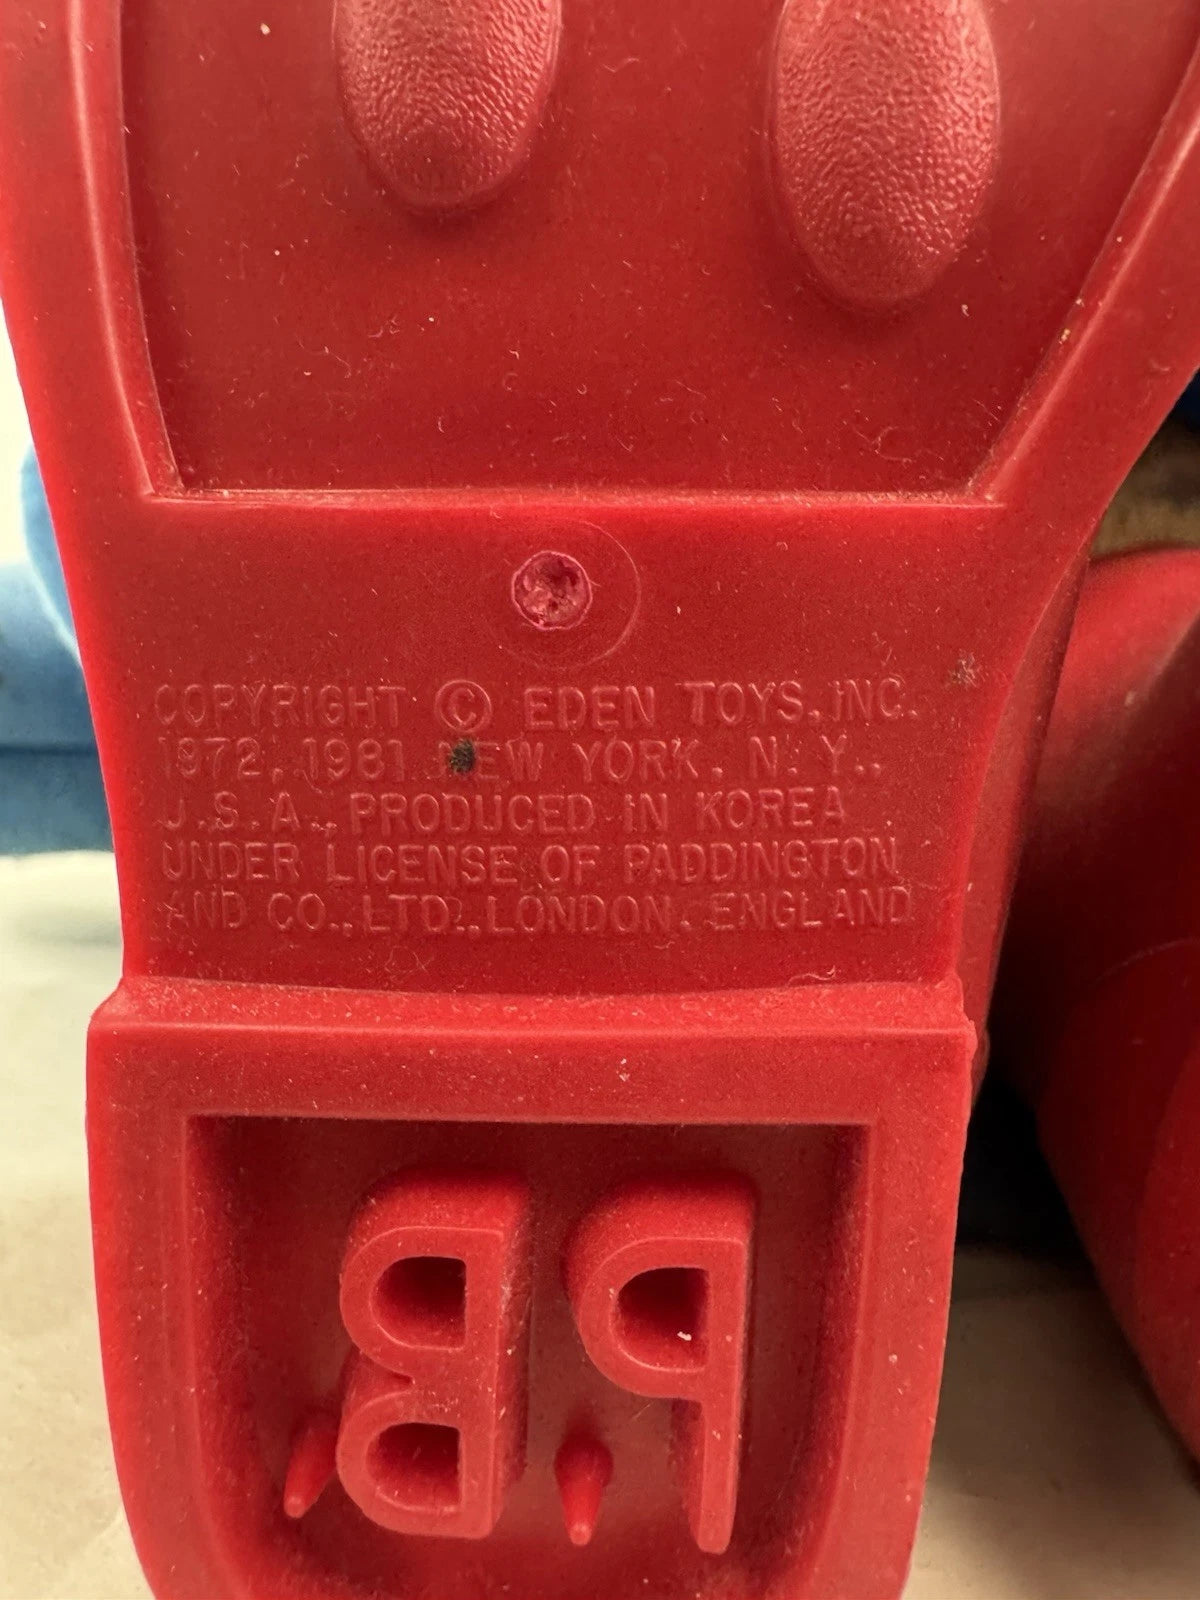 COPYRIGHT © EDEN TOYS, INC.
1972, 1981 NEW YORK, N.Y.,
U.S.A., PRODUCED IN KOREA
UNDER LICENSE OF PADDINGTON
AND CO., LTD., LONDON, ENGLAND
P.B.